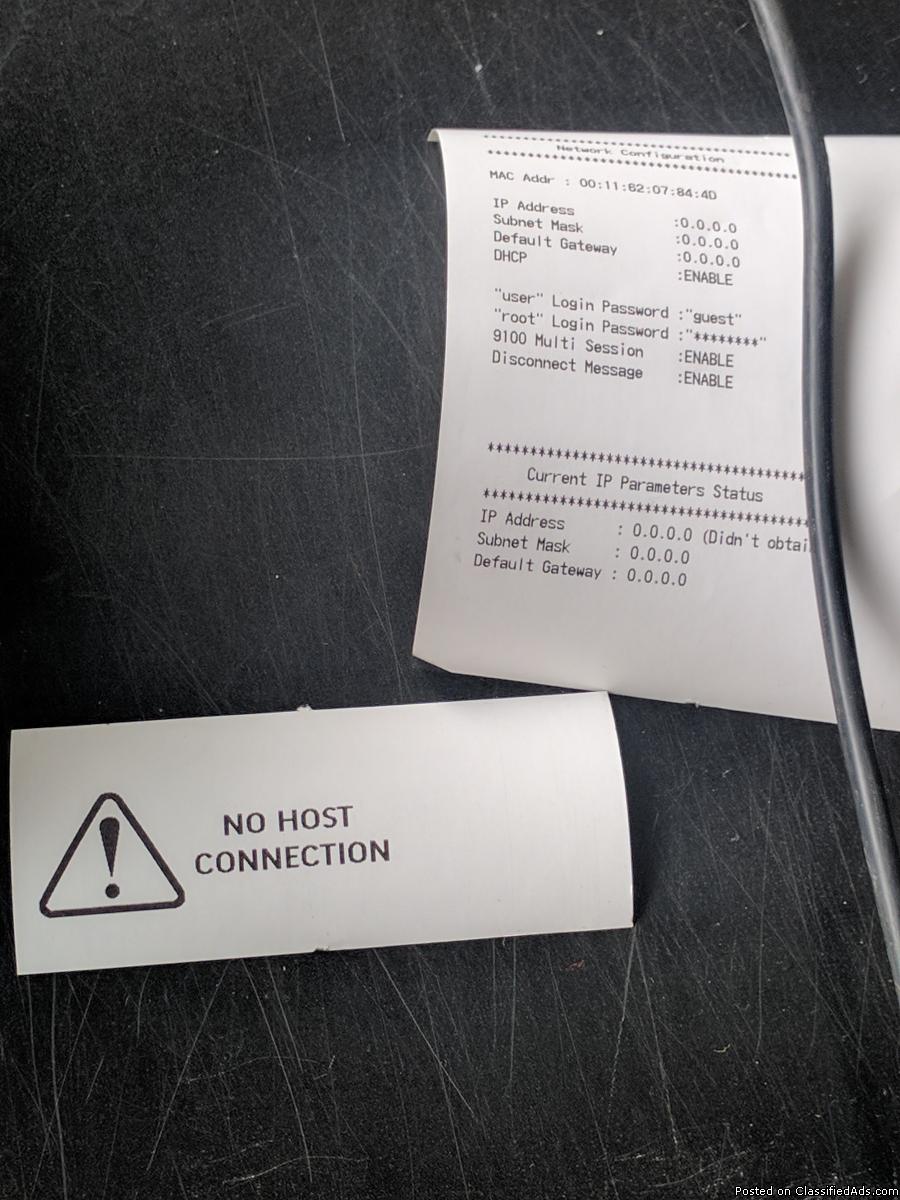 ****************************************
Network Configuration
****************************************
MAC Addr : 00:11:62:07:84:4D
IP Address :0.0.0.0
Subnet Mask :0.0.0.0
Default Gateway :0.0.0.0
DHCP :ENABLE
"user" Login Password :"guest"
"root" Login Password :"********"
9100 Multi Session :ENABLE
Disconnect Message :ENABLE
****************************************
Current IP Parameters Status
****************************************
IP Address : 0.0.0.0 (Didn't
Subnet Mask : 0.0.0.0
Default Gateway : 0.0.0.0
NO HOST
CONNECTION
Posted on ClassifiedAds.com